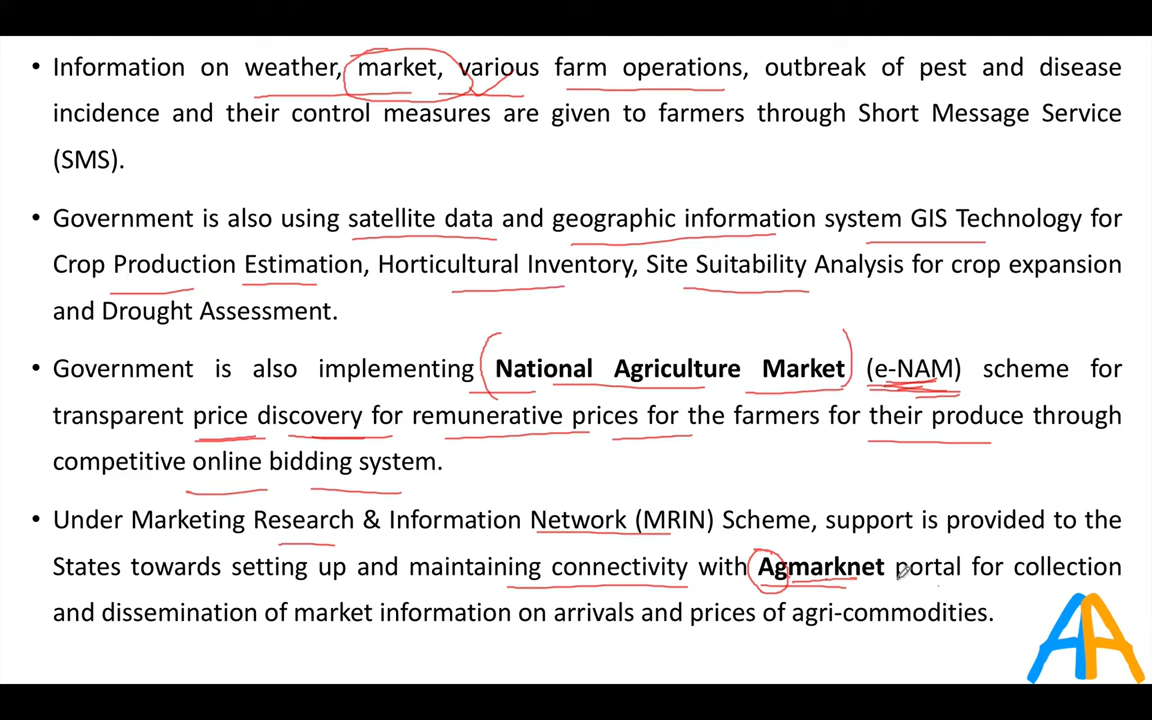 • Information on weather, market, various farm operations, outbreak of pest and disease
incidence and their control measures are given to farmers through Short Message Service
(SMS).
• Government is also using satellite data and geographic information system GIS Technology for
Crop Production Estimation, Horticultural Inventory, Site Suitability Analysis for crop expansion
and Drought Assessment.
• Government is also implementing National Agriculture Market (e-NAM) scheme for
transparent price discovery for remunerative prices for the farmers for their produce through
competitive online bidding system.
• Under Marketing Research & Information Network (MRIN) Scheme, support is provided to the
States towards setting up and maintaining connectivity with Agmarknet portal for collection
and dissemination of market information on arrivals and prices of agri-commodities.
AA